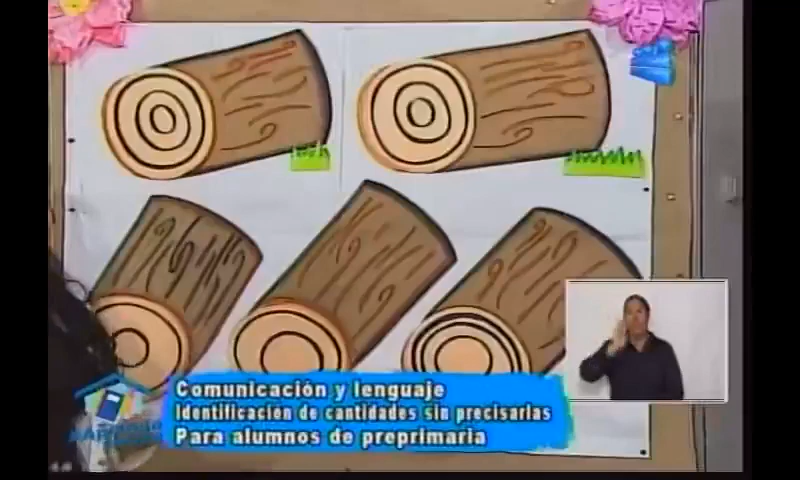 Comunicación y lenguaje
Identificación de cantidades sin precisarlas
Para alumnos de preprimaria